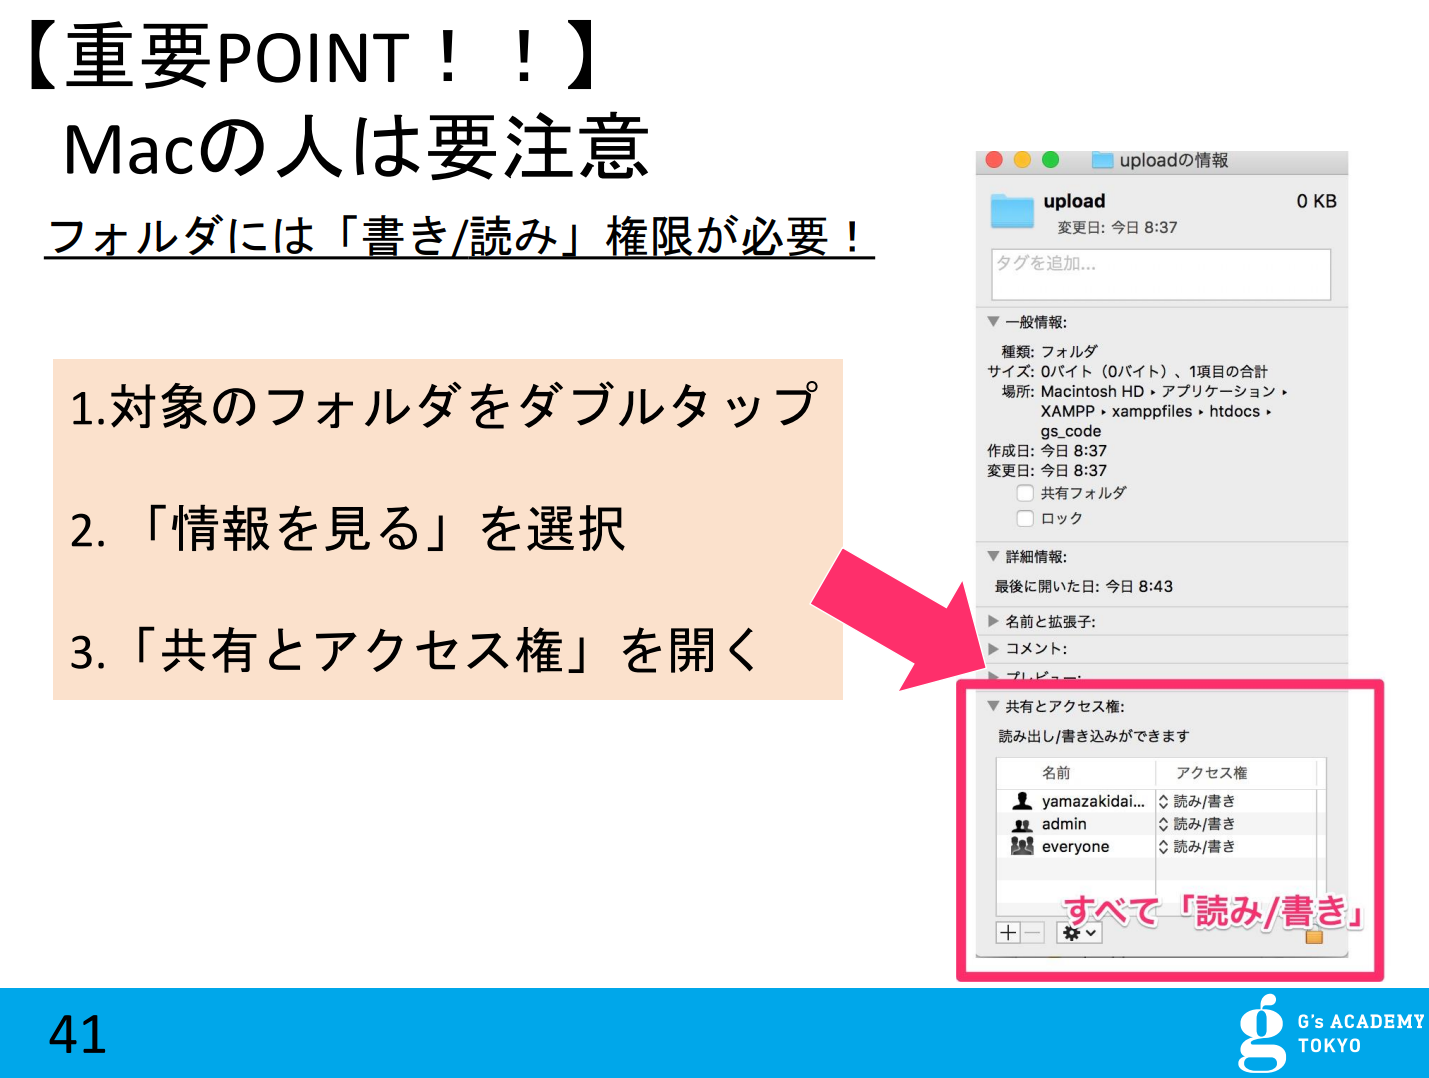 【重要POINT！！】
Macの人は要注意
フォルダには「書き/読み」権限が必要！
1.対象のフォルダをダブルタップ
2. 「情報を見る」を選択
3.「共有とアクセス権」を開く
uploadの情報
upload 0 KB
変更日: 今日 8:37
タグを追加...
一般情報:
種類: フォルダ
サイズ: 0バイト（0バイト）、1項目の合計
場所: Macintosh HD ▸ アプリケーション ▸
XAMPP ▸ xamppfiles ▸ htdocs ▸
gs_code
作成日: 今日 8:37
変更日: 今日 8:37
共有フォルダ
ロック
詳細情報:
最後に開いた日: 今日 8:43
名前と拡張子:
コメント:
プレビュー:
共有とアクセス権:
読み出し/書き込みができます
名前 アクセス権
yamazakidai... 読み/書き
admin 読み/書き
everyone 読み/書き
すべて「読み/書き」
41
G's ACADEMY
TOKYO